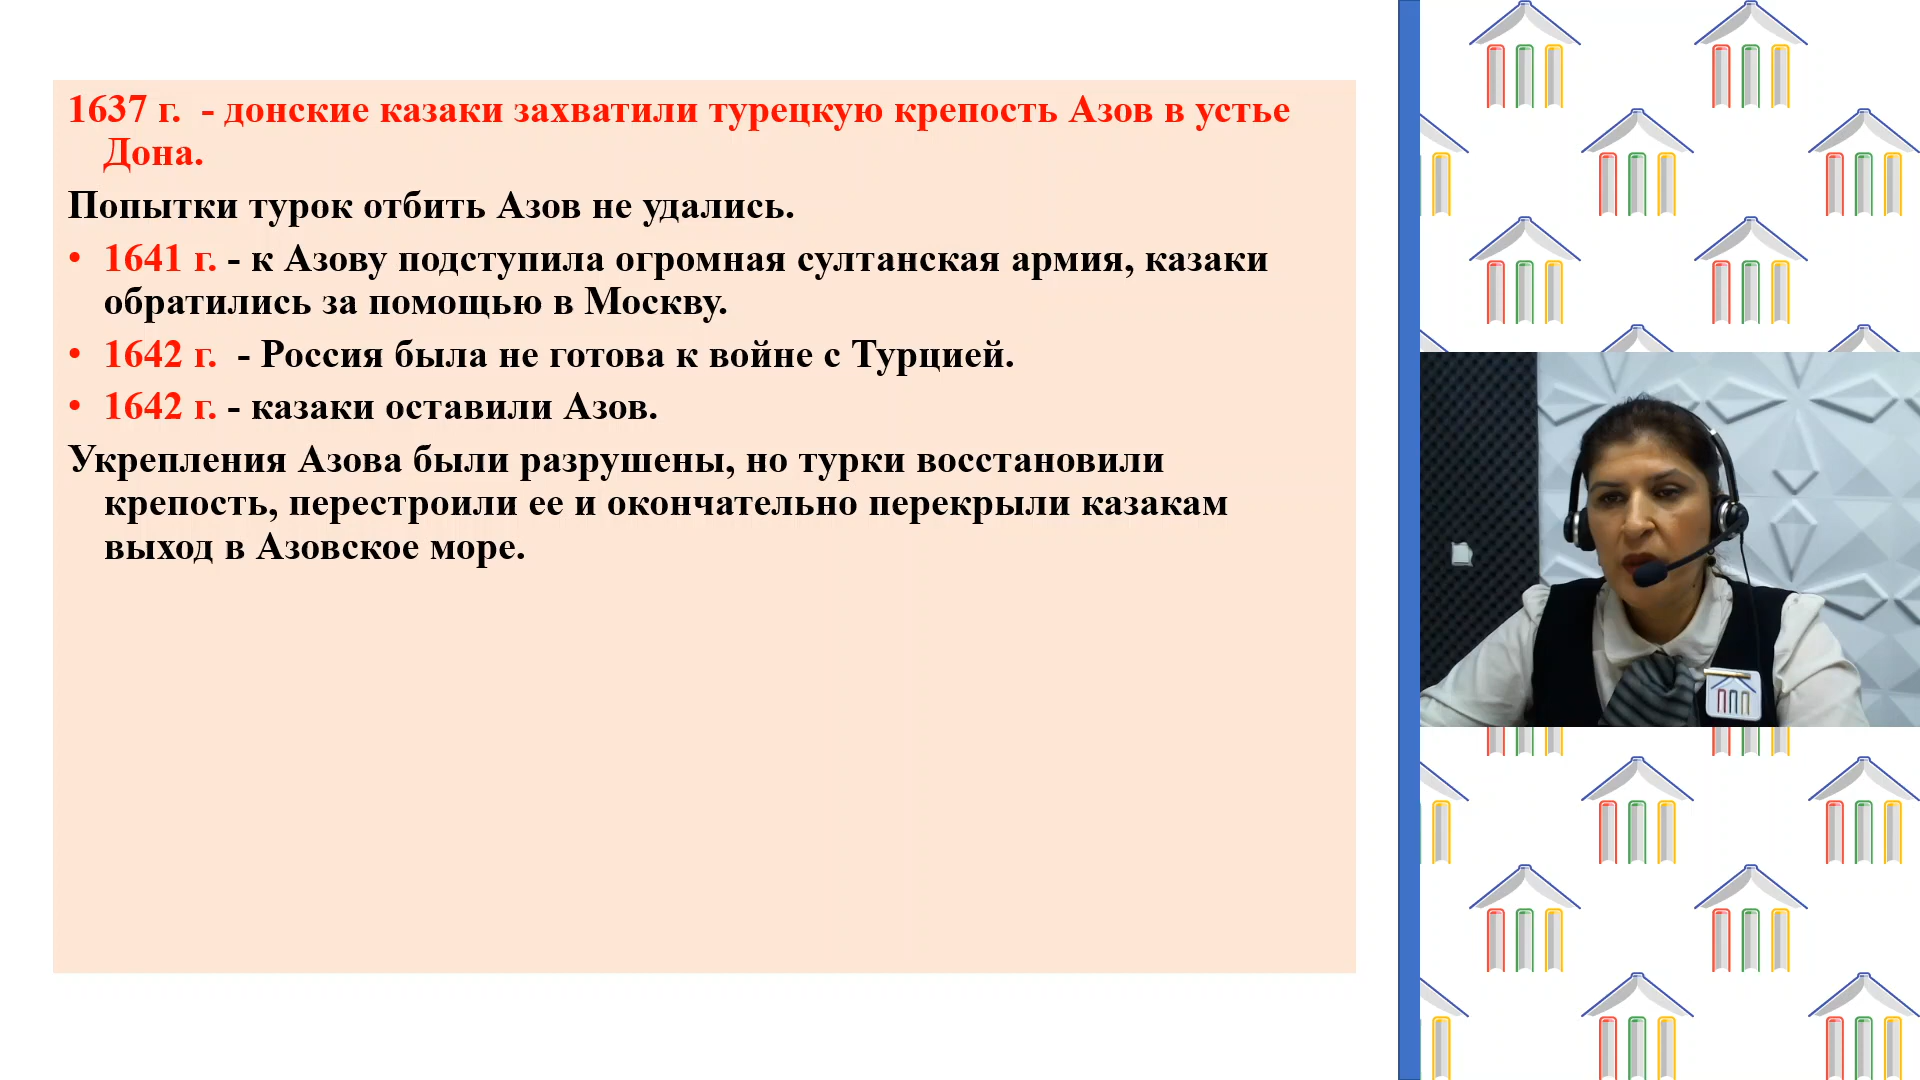 1637 г.  - донские казаки захватили турецкую крепость Азов в устье
Дона.
Попытки турок отбить Азов не удались.
• 1641 г. - к Азову подступила огромная султанская армия, казаки
обратились за помощью в Москву.
• 1642 г.  - Россия была не готова к войне с Турцией.
• 1642 г. - казаки оставили Азов.
Укрепления Азова были разрушены, но турки восстановили
крепость, перестроили ее и окончательно перекрыли казакам
выход в Азовское море.